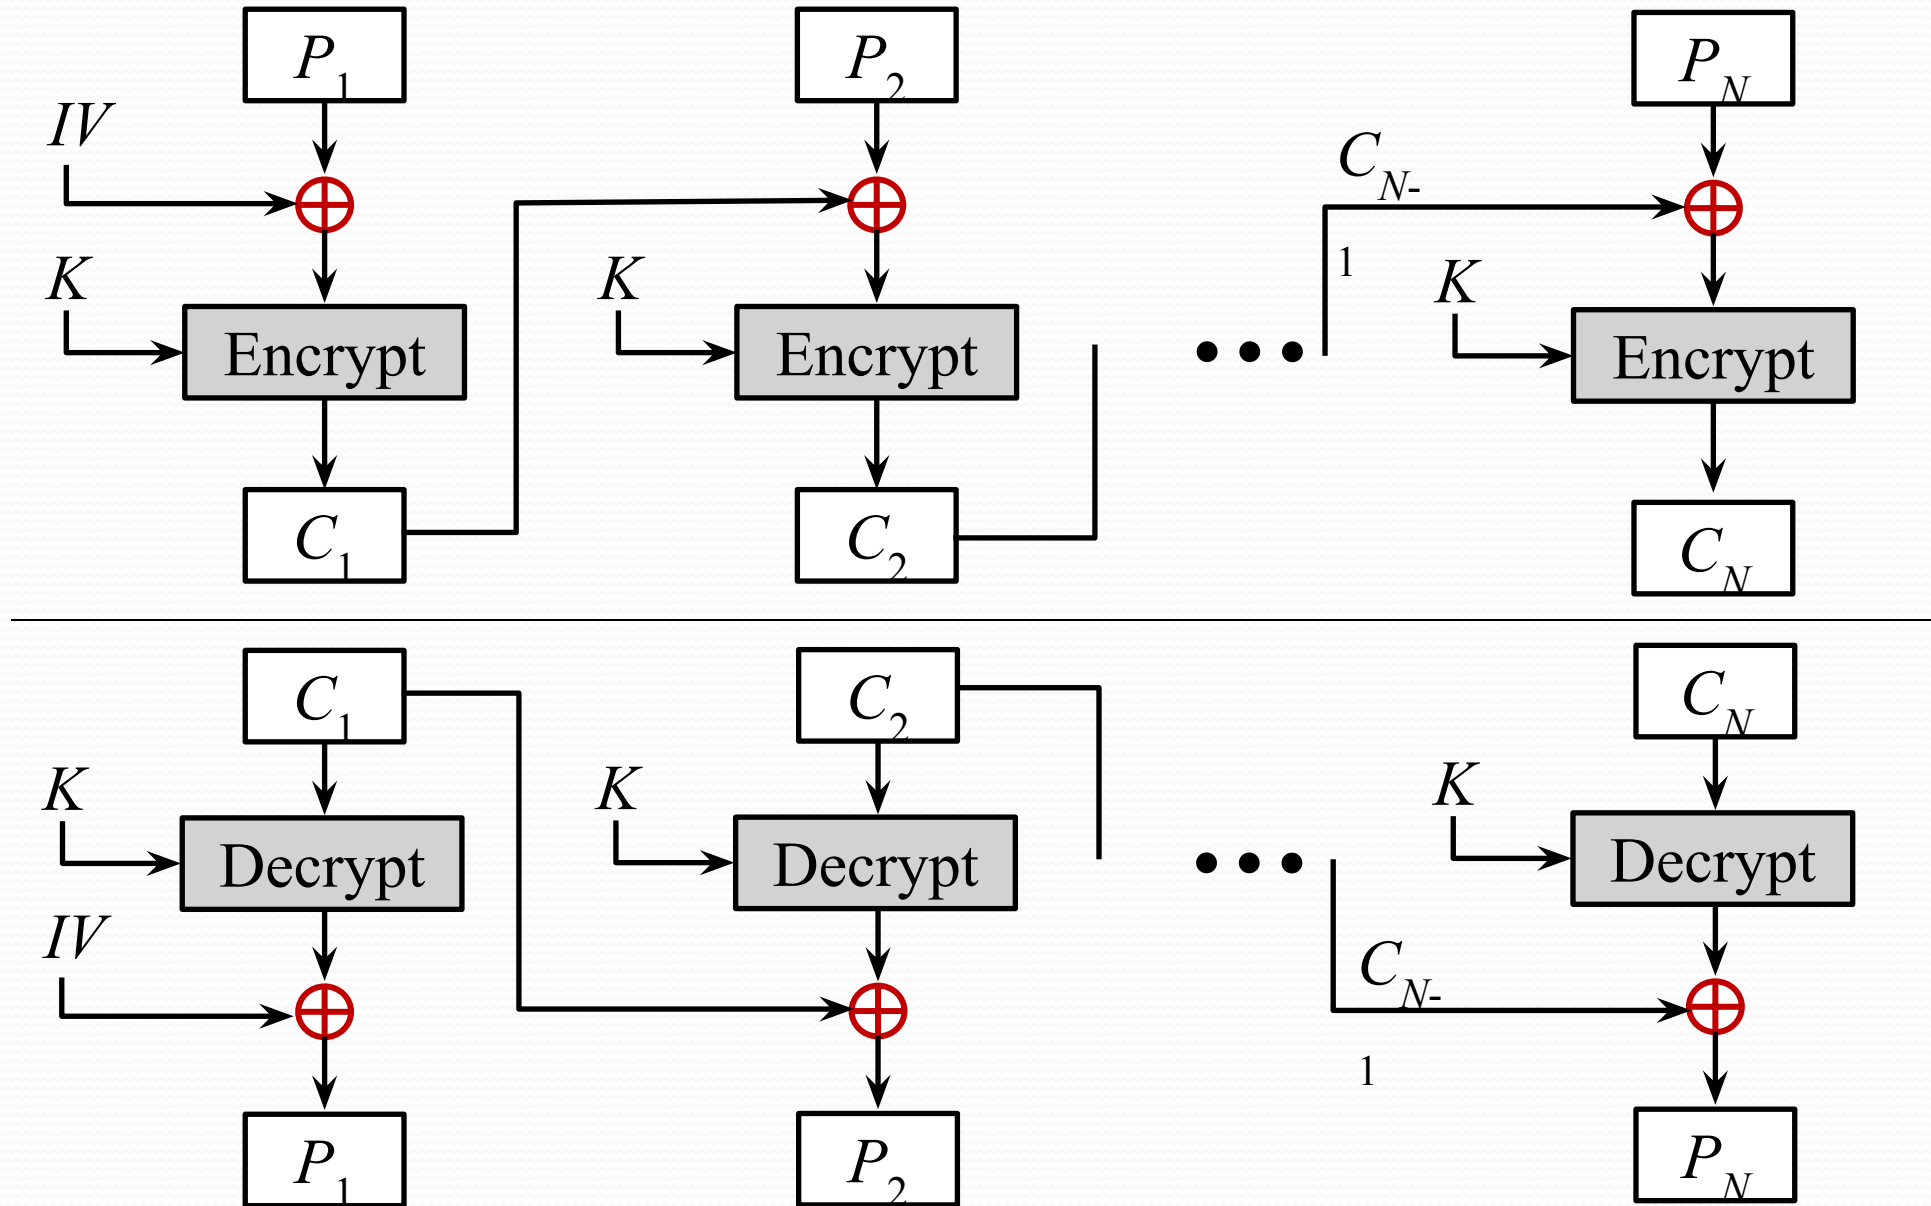 P1 P2 PN
IV
CN-1
K K K
Encrypt Encrypt Encrypt
C1 C2 CN
C1 C2 CN
K K K
Decrypt Decrypt Decrypt
IV
CN-1
P1 P2 PN